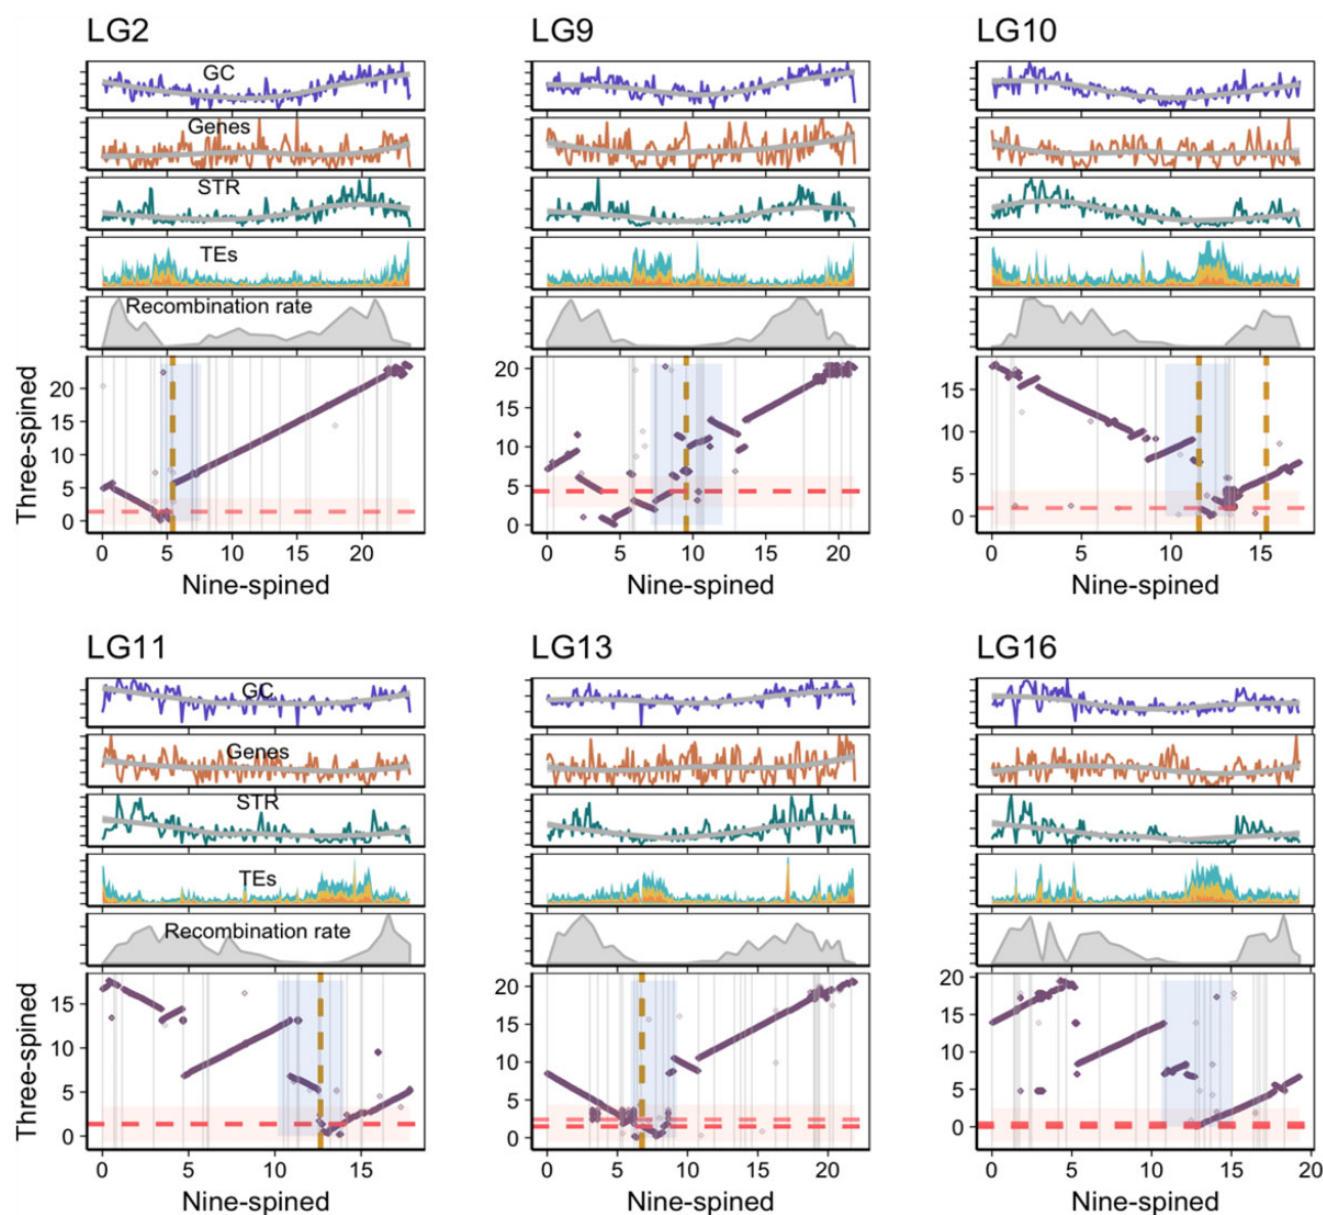 LG2
GC
Genes
STR
TEs
Recombination rate
Three-spined
20
15
10
5
0
0 5 10 15 20
Nine-spined
LG9
20
15
10
5
0
0 5 10 15 20
Nine-spined
LG10
15
10
5
0
0 5 10 15
Nine-spined
LG11
GC
Genes
STR
TEs
Recombination rate
Three-spined
15
10
5
0
0 5 10 15
Nine-spined
LG13
20
15
10
5
0
0 5 10 15 20
Nine-spined
LG16
20
15
10
5
0
0 5 10 15 20
Nine-spined